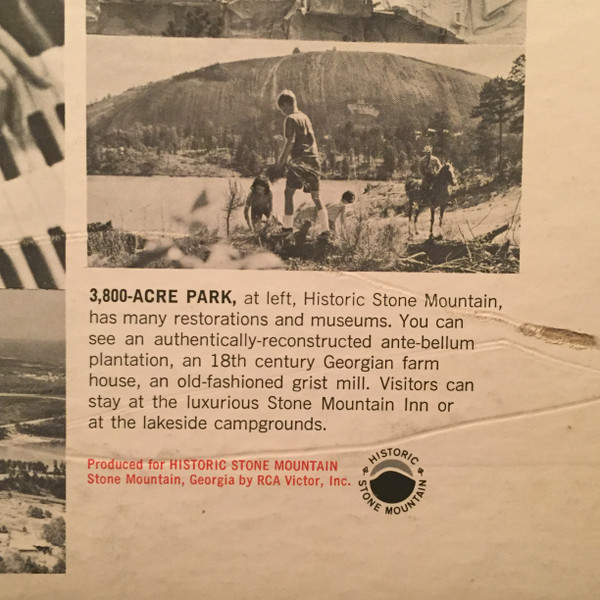 3,800-ACRE PARK, at left, Historic Stone Mountain,
has many restorations and museums. You can
see an authentically-reconstructed ante-bellum
plantation, an 18th century Georgian farm
house, an old-fashioned grist mill. Visitors can
stay at the luxurious Stone Mountain Inn or
at the lakeside campgrounds.
Produced for HISTORIC STONE MOUNTAIN
Stone Mountain, Georgia by RCA Victor, Inc.
HISTORIC
STONE MOUNTAIN